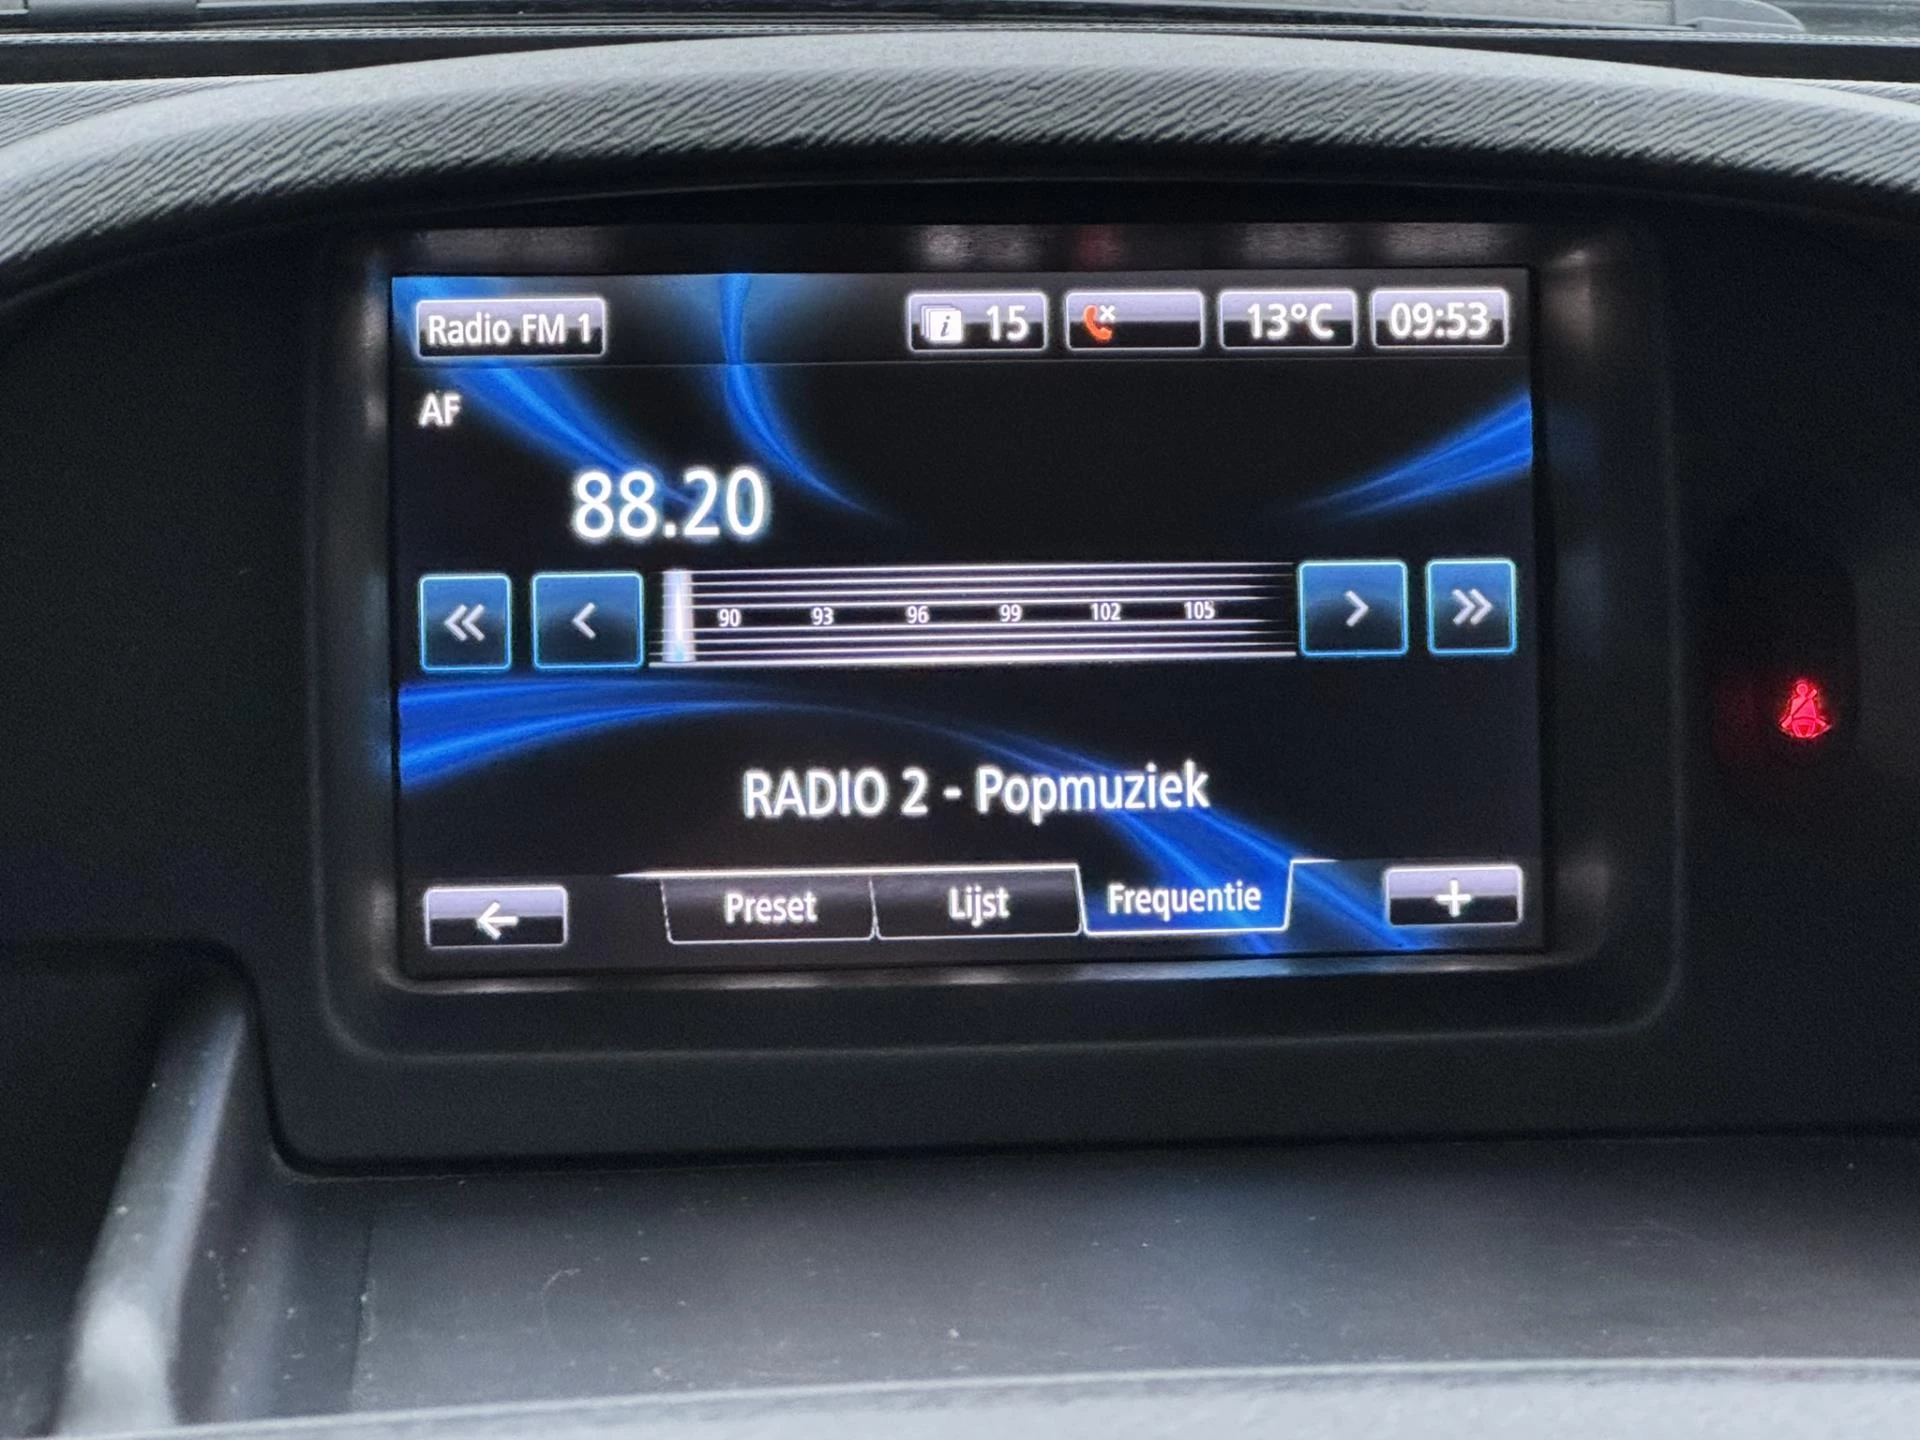 Radio FM 1
15
13°C
09:53
AF
88.20
90 93 96 99 102 105
RADIO 2 - Popmuziek
Preset
Lijst
Frequentie